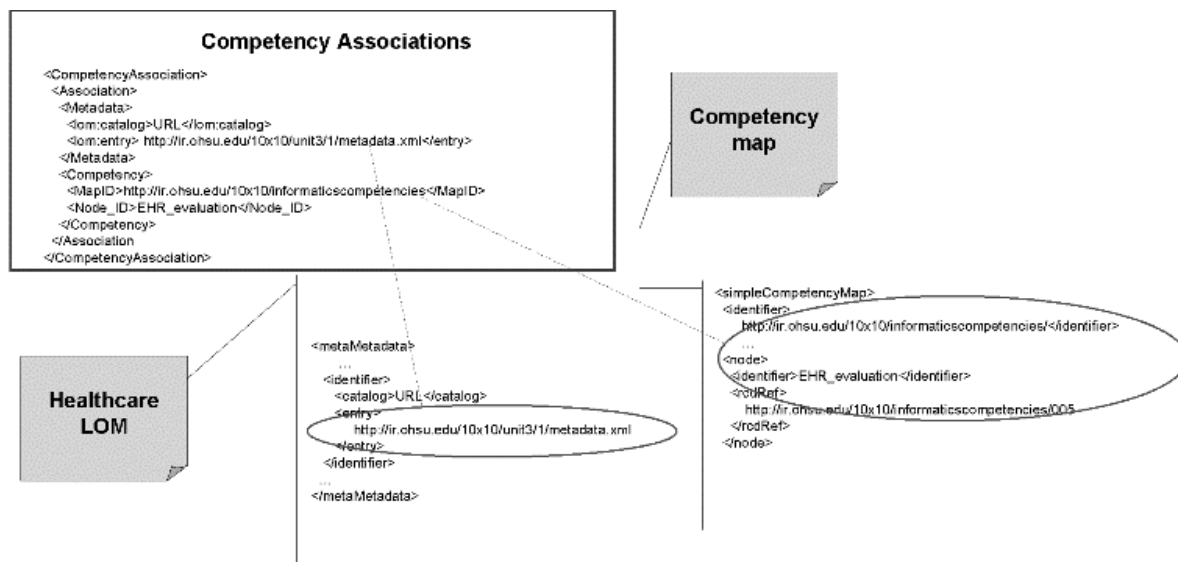 Competency Associations
<CompetencyAssociation>
<Association>
<Metadata>
<lom:catalog>URL</lom:catalog>
<lom:entry> http://ir.ohsu.edu/10x10/unit3/1/metadata.xml</entry>
</Metadata>
<Competency>
<MapID>http://ir.ohsu.edu/10x10/informaticscompetencies</MapID>
<Node_ID>EHR_evaluation</Node_ID>
</Competency>
</Association
</CompetencyAssociation>
Competency
map
Healthcare
LOM
<metaMetadata>
...
<identifier>
<catalog>URL</catalog>
<entry>
http://ir.ohsu.edu/10x10/unit3/1/metadata.xml
</entry>
</identifier>
...
</metaMetadata>
<simpleCompetencyMap>
<identifier>
http://ir.ohsu.edu/10x10/informaticscompetencies/</identifier>
...
<node>
<identifier>EHR_evaluation</identifier>
<rcdRef>
http://ir.ohsu.edu/10x10/informaticscompetencies/005
</rcdRef>
</node>